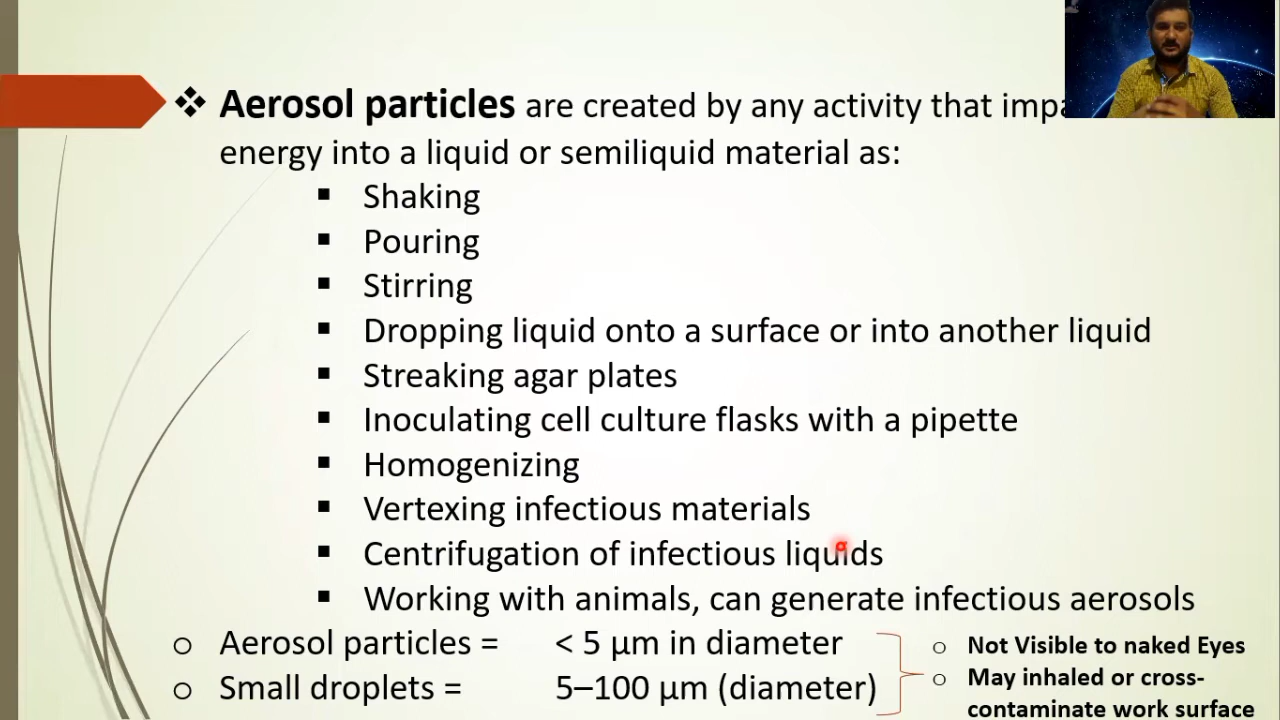 ❖ Aerosol particles are created by any activity that
energy into a liquid or semiliquid material as:
▪ Shaking
▪ Pouring
▪ Stirring
▪ Dropping liquid onto a surface or into another liquid
▪ Streaking agar plates
▪ Inoculating cell culture flasks with a pipette
▪ Homogenizing
▪ Vertexing infectious materials
▪ Centrifugation of infectious liquids
▪ Working with animals, can generate infectious aerosols
o Aerosol particles = < 5 µm in diameter
o Small droplets = 5–100 µm (diameter)
o Not Visible to naked Eyes
o May inhaled or cross-
contaminate work surface